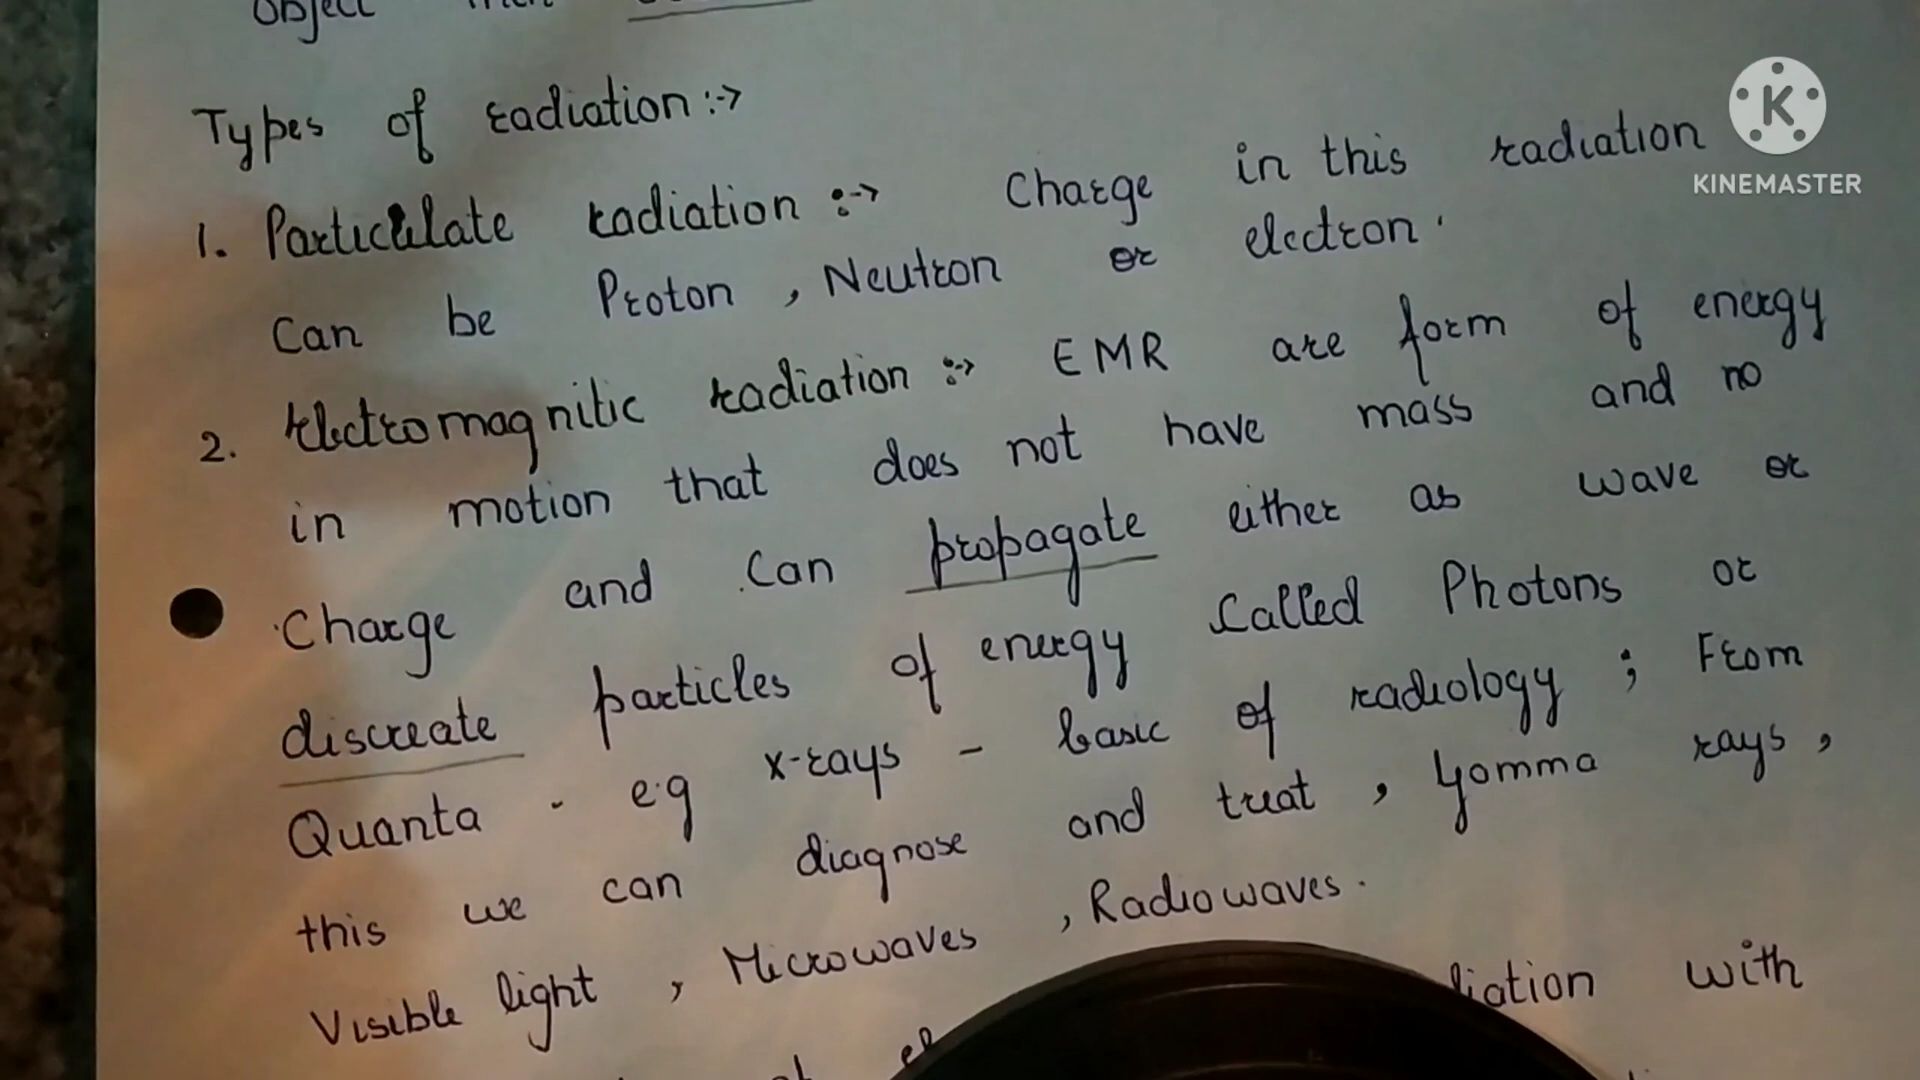 object then
Types of radiation :->
1. Particulate radiation :-> Charge in this radiation
Can be Proton , Neutron or electron .
2. Electromagnitic radiation :-> EMR are form of energy
in motion that does not have mass and no
Charge and Can propagate either as wave or
discreate particles of energy Called Photons or
Quanta . e.g x-rays - basic of radiology ; From
this we can diagnose and treat , Gomma rays ,
Visible light , Microwaves , Radiowaves .
with
K
KINEMASTER